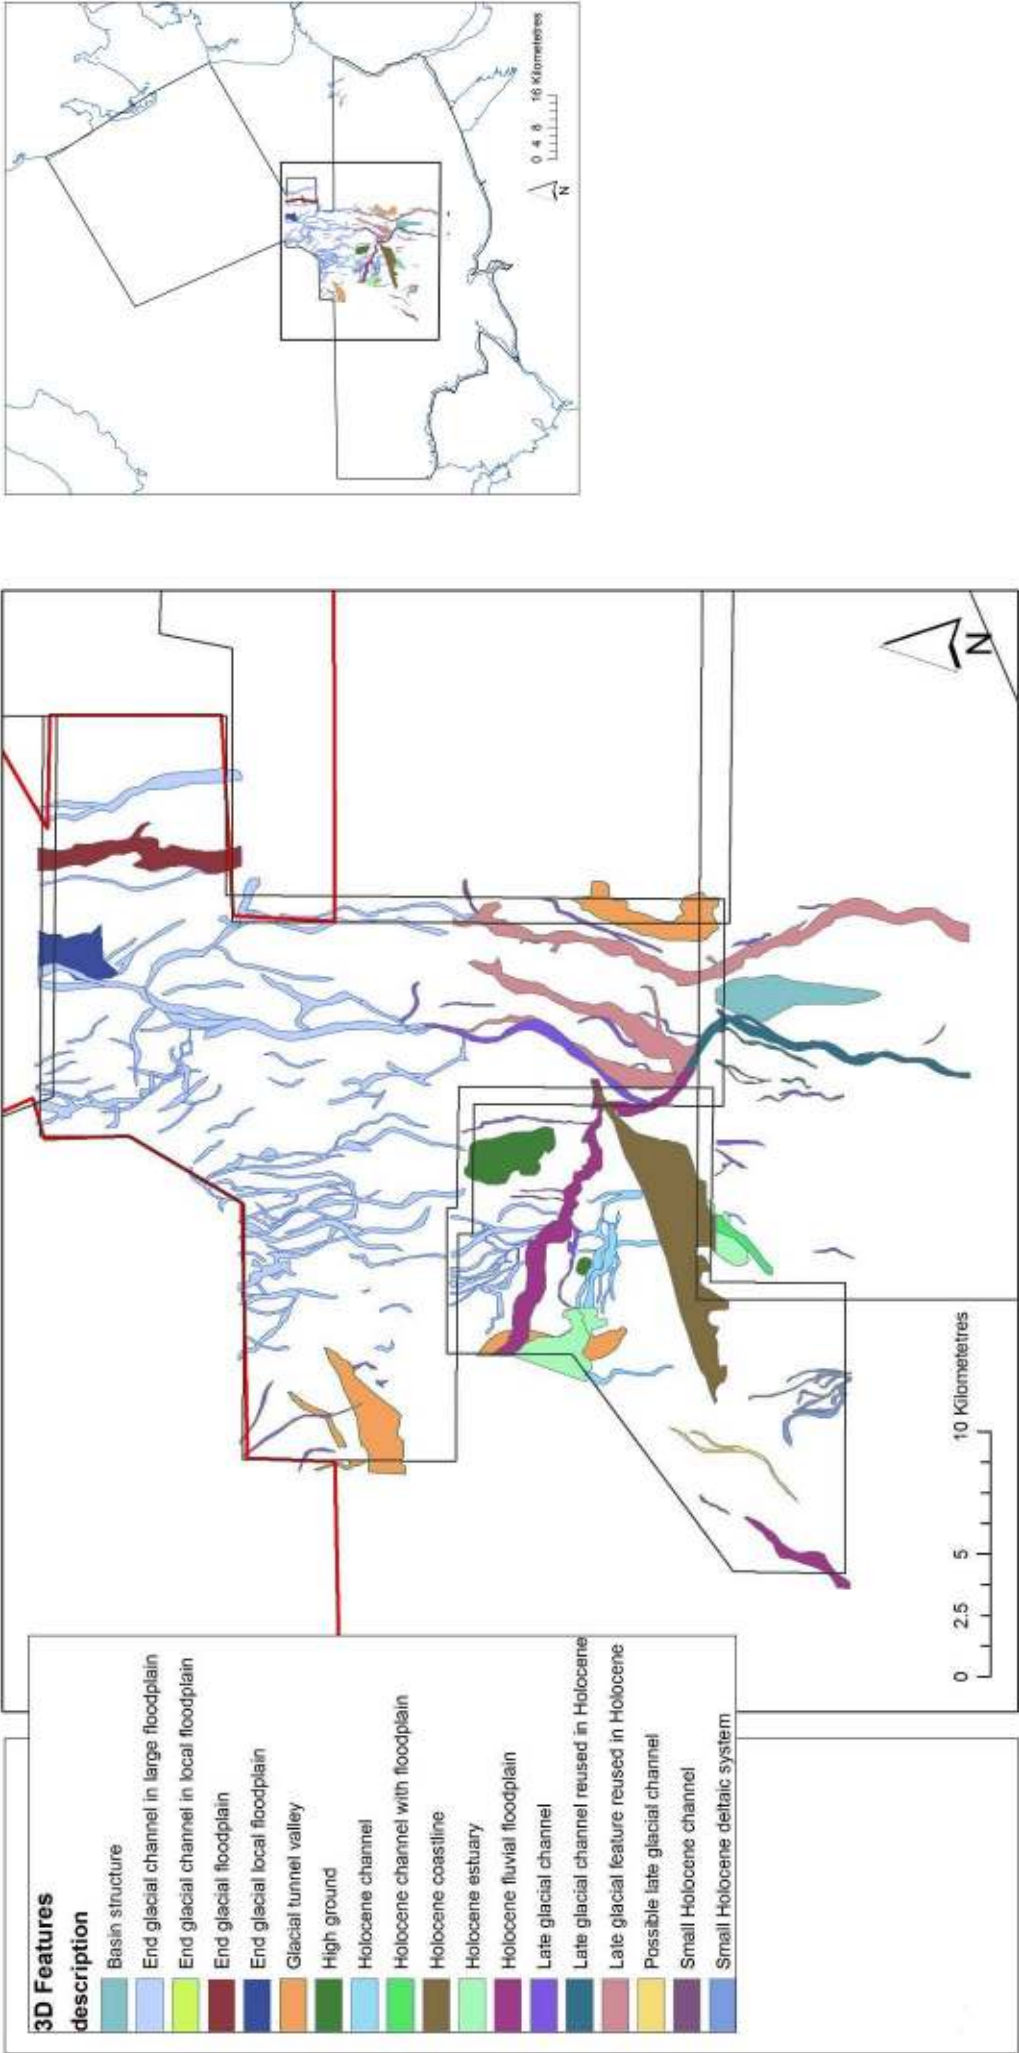 3D Features
description
Basin structure
End glacial channel in large floodplain
End glacial channel in local floodplain
End glacial floodplain
End glacial local floodplain
Glacial tunnel valley
High ground
Holocene channel
Holocene channel with floodplain
Holocene coastline
Holocene estuary
Holocene fluvial floodplain
Late glacial channel
Late glacial channel reused in Holocene
Late glacial feature reused in Holocene
Possible late glacial channel
Small Holocene channel
Small Holocene deltaic system
0 2.5 5 10 Kilometetres
N
0 4 8 16 Kilometetres
N